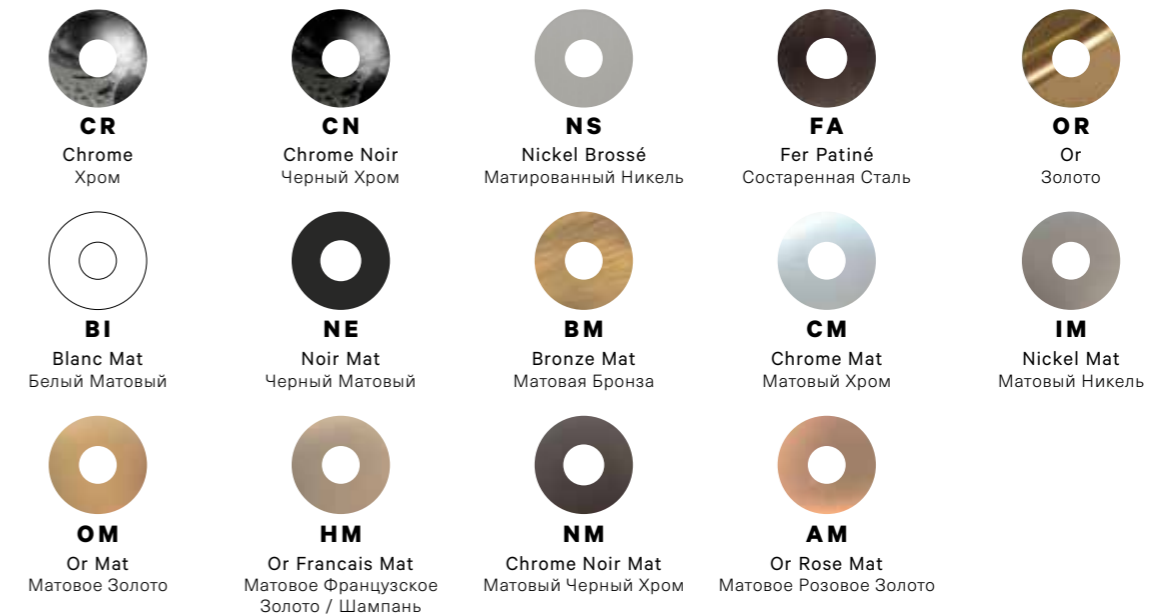 CR
Chrome
Хром
CN
Chrome Noir
Черный Хром
NS
Nickel Brossé
Матированный Никель
FA
Fer Patiné
Состаренная Сталь
OR
Or
Золото
BI
Blanc Mat
Белый Матовый
NE
Noir Mat
Черный Матовый
BM
Bronze Mat
Матовая Бронза
CM
Chrome Mat
Матовый Хром
IM
Nickel Mat
Матовый Никель
OM
Or Mat
Матовое Золото
HM
Or Francais Mat
Матовое Французское
Золото / Шампань
NM
Chrome Noir Mat
Матовый Черный Хром
AM
Or Rose Mat
Матовое Розовое Золото